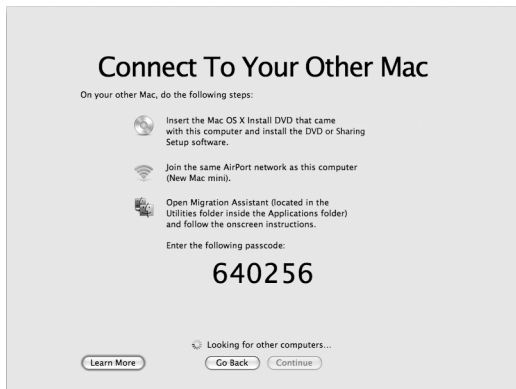 Connect To Your Other Mac
On your other Mac, do the following steps:
Insert the Mac OS X Install DVD that came
with this computer and install the DVD or Sharing
Setup software.
Join the same AirPort network as this computer
(New Mac mini).
Open Migration Assistant (located in the
Utilities folder inside the Applications folder)
and follow the onscreen instructions.
Enter the following passcode:
640256
Looking for other computers...
Learn More
Go Back
Continue